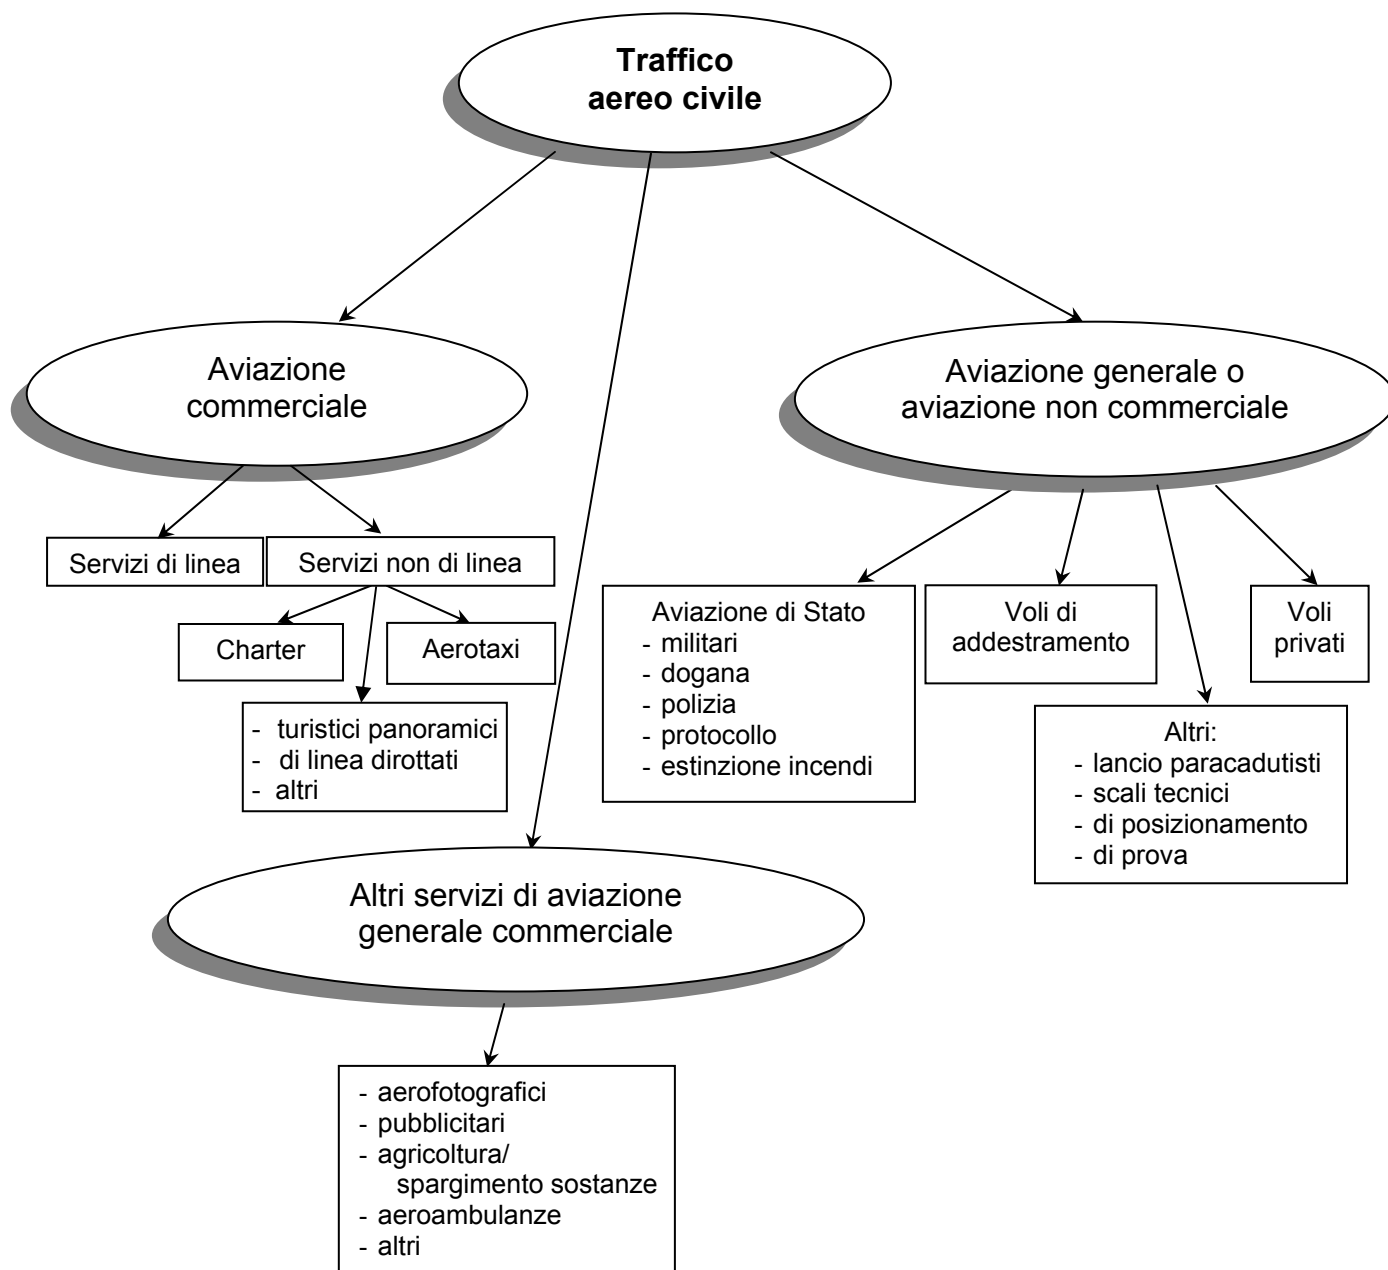 Traffico
aereo civile
Aviazione
commerciale
Aviazione generale o
aviazione non commerciale
Servizi di linea
Servizi non di linea
Charter
Aerotaxi
- turistici panoramici
- di linea dirottati
- altri
Aviazione di Stato
- militari
- dogana
- polizia
- protocollo
- estinzione incendi
Voli di
addestramento
Voli
privati
Altri:
- lancio paracadutisti
- scali tecnici
- di posizionamento
- di prova
Altri servizi di aviazione
generale commerciale
- aerofotografici
- pubblicitari
- agricoltura/
spargimento sostanze
- aeroambulanze
- altri